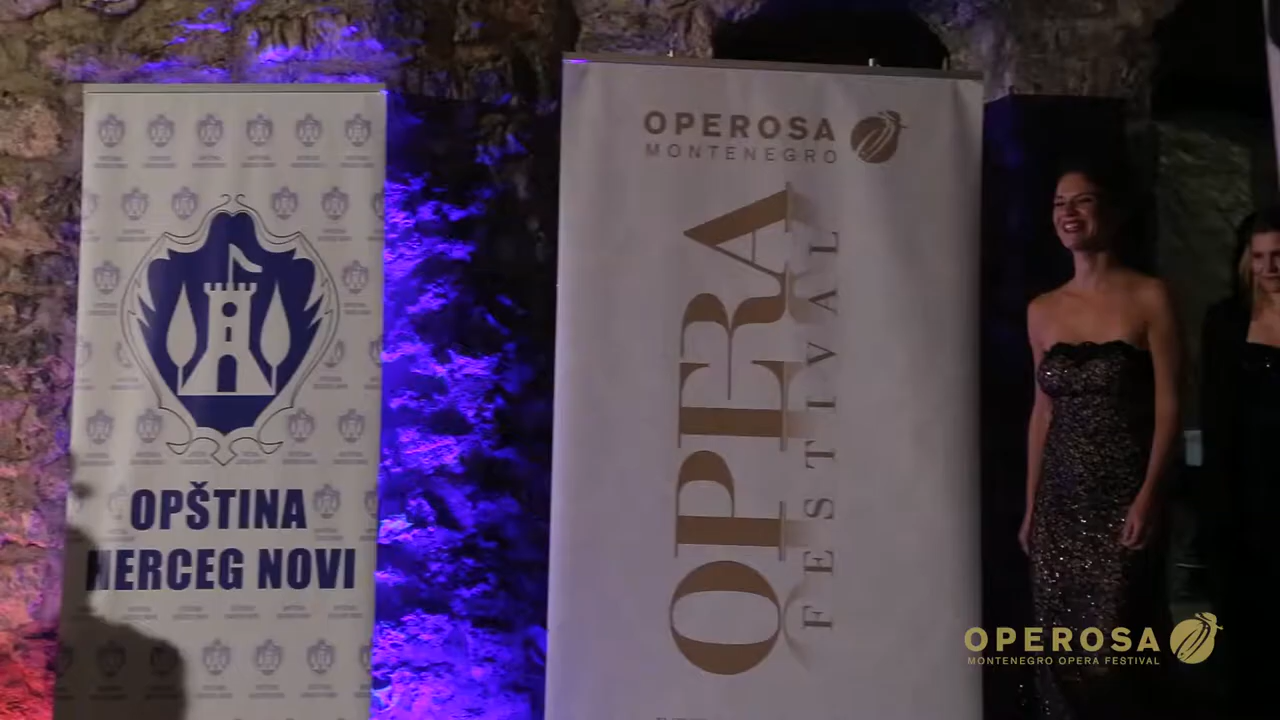 OPŠTINA
HERCEG NOVI
OPEROSA
MONTENEGRO
OPERA
FESTIVAL
OPEROSA
MONTENEGRO OPERA FESTIVAL